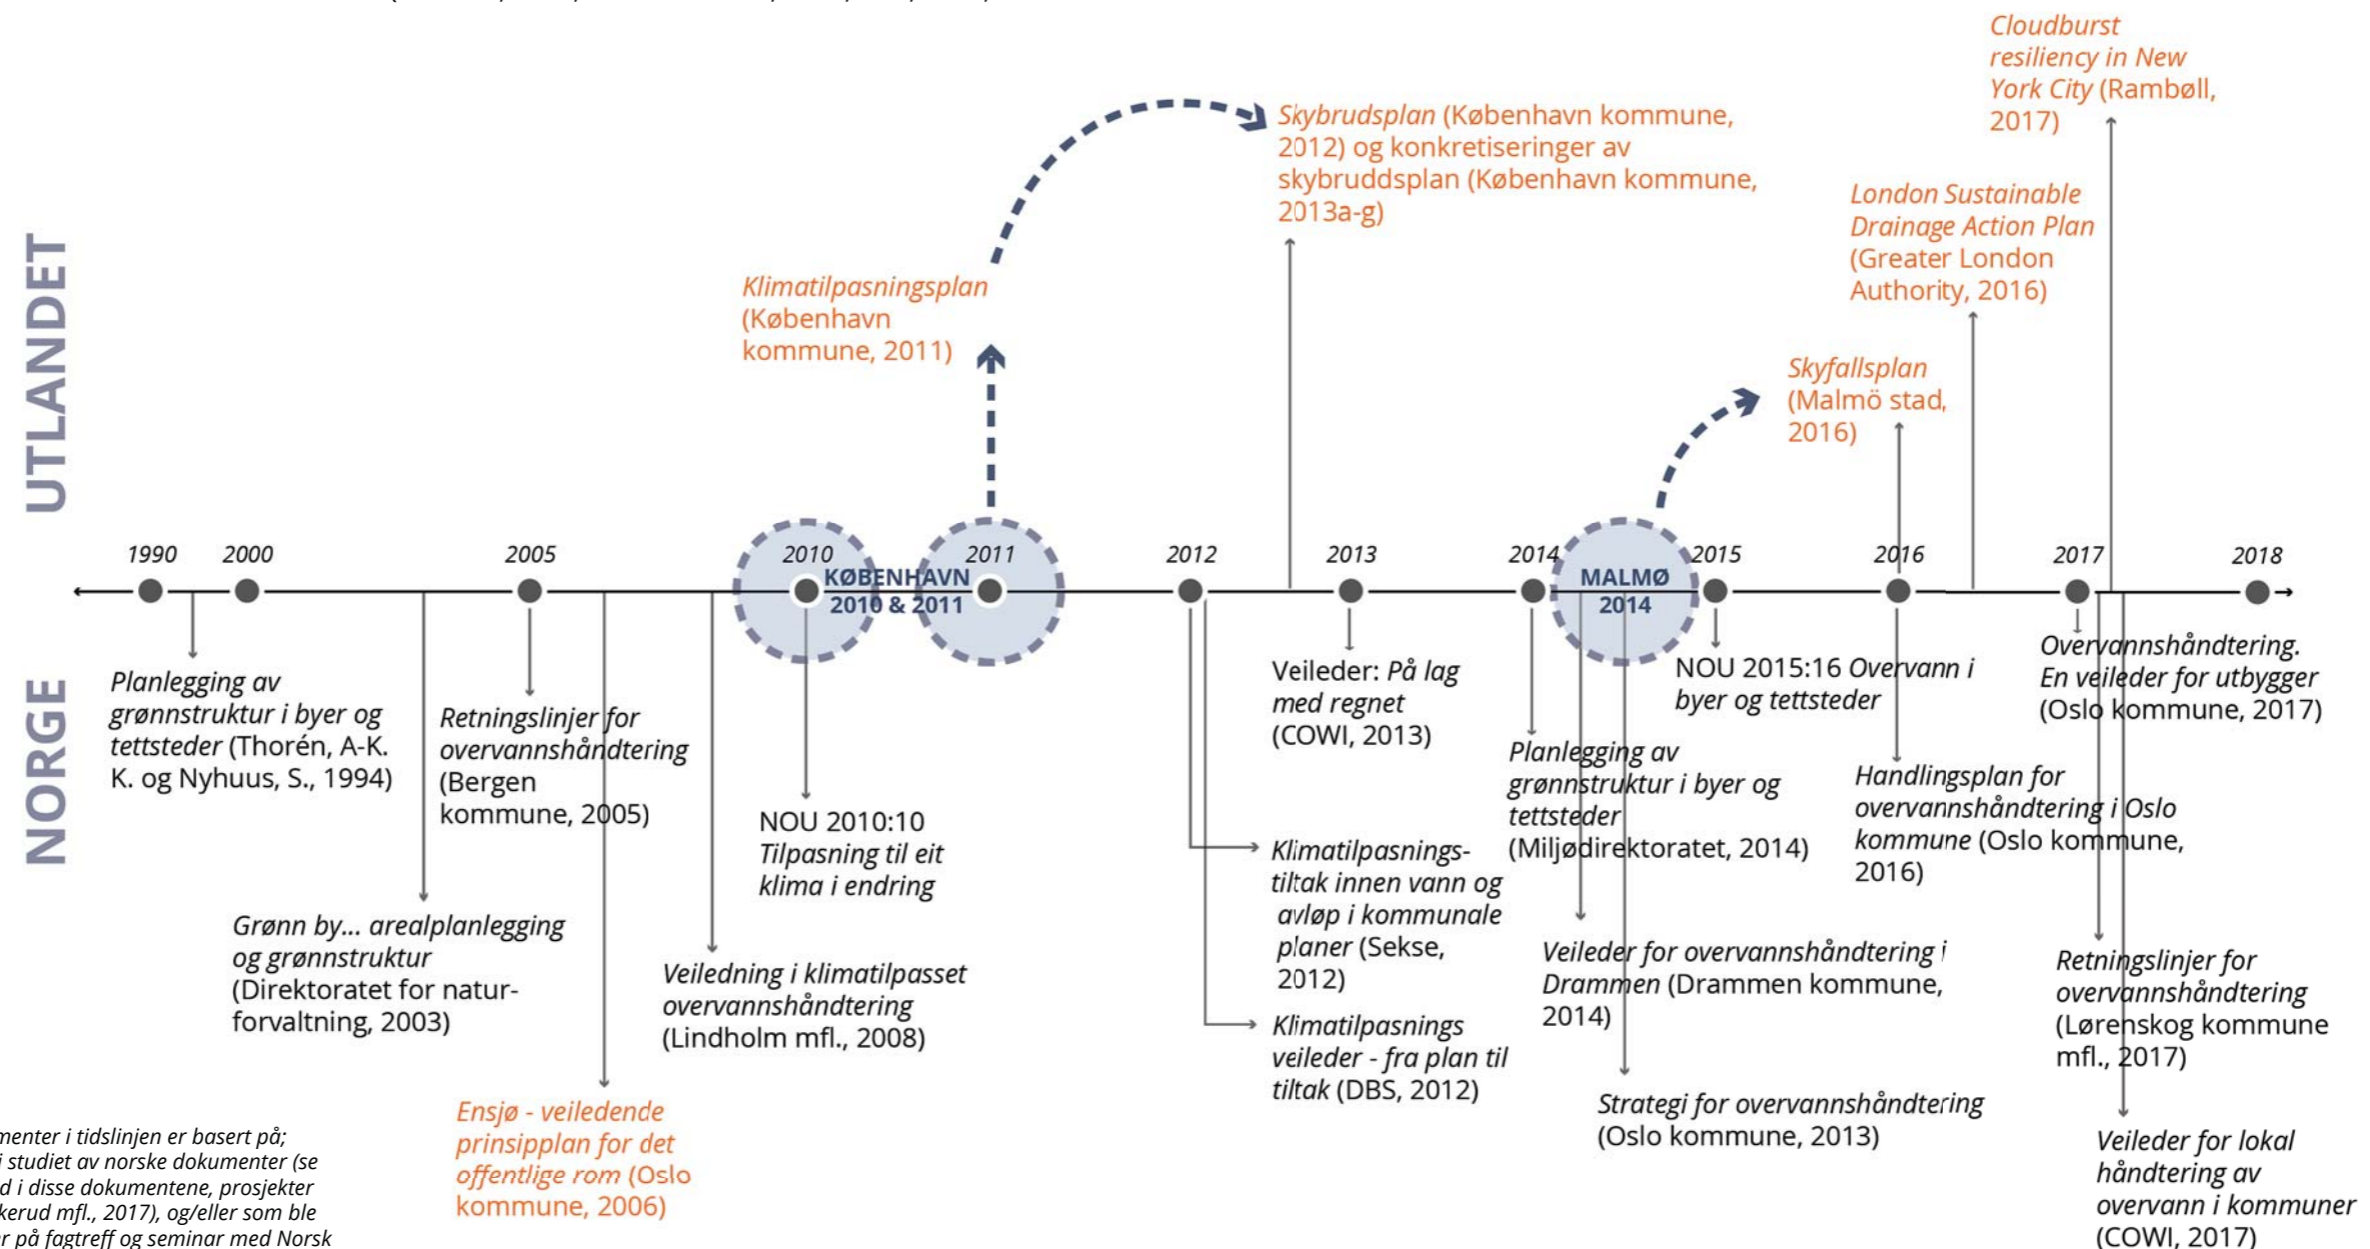 Cloudburst
resiliency in New
York City (Rambøll,
2017)
Skybrudsplan (København kommune,
2012) og konkretiseringer av
skybruddsplan (København kommune,
2013a-g)
London Sustainable
Drainage Action Plan
(Greater London
Authority, 2016)
Klimatilpasningsplan
(København
kommune, 2011)
Skyfallsplan
(Malmö stad,
2016)
UTLANDET
1990 2000 2005 2010 2011 2012 2013 2014 2015 2016 2017 2018
KØBENHAVN
2010 & 2011
MALMØ
2014
NORGE
Planlegging av
grønnstruktur i byer og
tettsteder (Thorén, A-K.
K. og Nyhuus, S., 1994)
Grønn by... arealplanlegging
og grønnstruktur
(Direktoratet for natur-
forvaltning, 2003)
Retningslinjer for
overvannshåndtering
(Bergen
kommune, 2005)
Ensjø - veiledende
prinsipplan for det
offentlige rom (Oslo
kommune, 2006)
Veiledning i klimatilpasset
overvannshåndtering
(Lindholm mfl., 2008)
NOU 2010:10
Tilpasning til eit
klima i endring
Klimatilpasnings-
tiltak innen vann og
avløp i kommunale
planer (Sekse,
2012)
Klimatilpasnings
veileder - fra plan til
tiltak (DBS, 2012)
Veileder: På lag
med regnet
(COWI, 2013)
Planlegging av
grønnstruktur i byer og
tettsteder
(Miljødirektoratet, 2014)
Veileder for overvannshåndtering i
Drammen (Drammen kommune,
2014)
Strategi for overvannshåndtering
(Oslo kommune, 2013)
NOU 2015:16 Overvann i
byer og tettsteder
Handlingsplan for
overvannshåndtering i Oslo
kommune (Oslo kommune,
2016)
Overvannshåndtering.
En veileder for utbygger
(Oslo kommune, 2017)
Retningslinjer for
overvannshåndtering
(Lørenskog kommune
mfl., 2017)
Veileder for lokal
håndtering av
overvann i kommuner
(COWI, 2017)
menter i tidslinjen er basert på;
i studiet av norske dokumenter (se
d i disse dokumentene, prosjekter
kerud mfl., 2017), og/eller som ble
er på fagtreff og seminar med Norsk